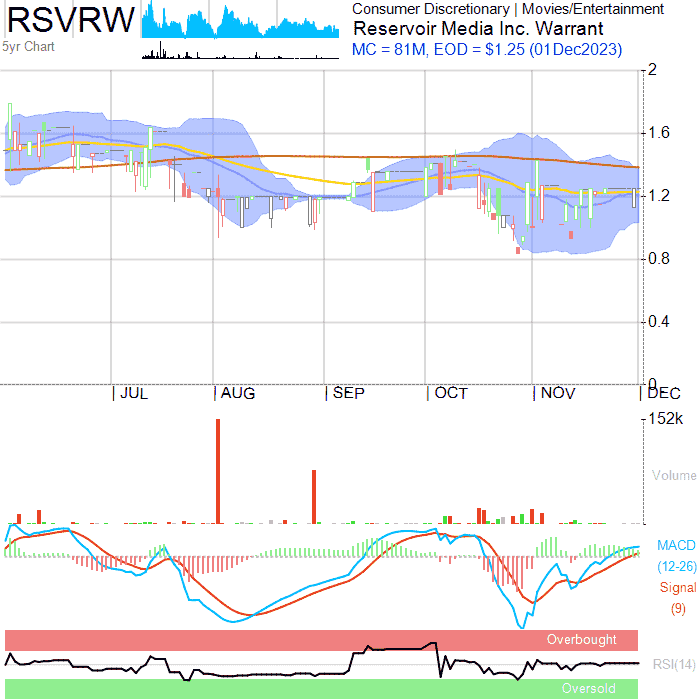 RSVRW
5yr Chart
Consumer Discretionary | Movies/Entertainment
Reservoir Media Inc. Warrant
MC = 81M, EOD = $1.25 (01Dec2023)
2
1.6
1.2
0.8
0.4
0
| JUL | AUG | SEP | OCT | NOV | DEC
152k
Volume
MACD
(12-26)
Signal
(9)
Overbought
RSI(14)
Oversold